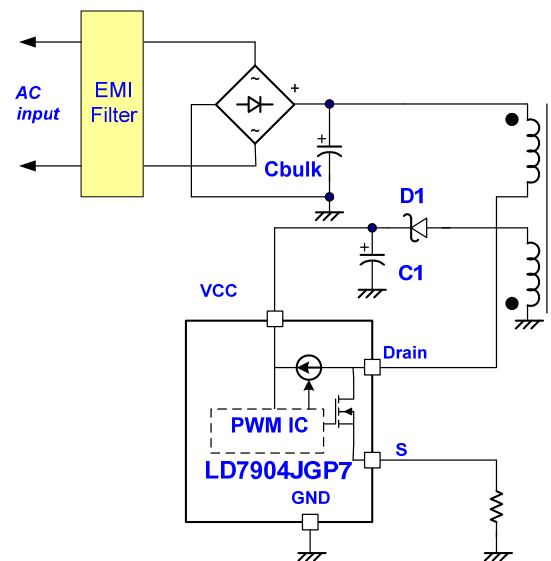 AC
input
EMI
Filter
~
+
~
+
Cbulk
D1
+
C1
VCC
Drain
PWM IC
LD7904JGP7
S
GND